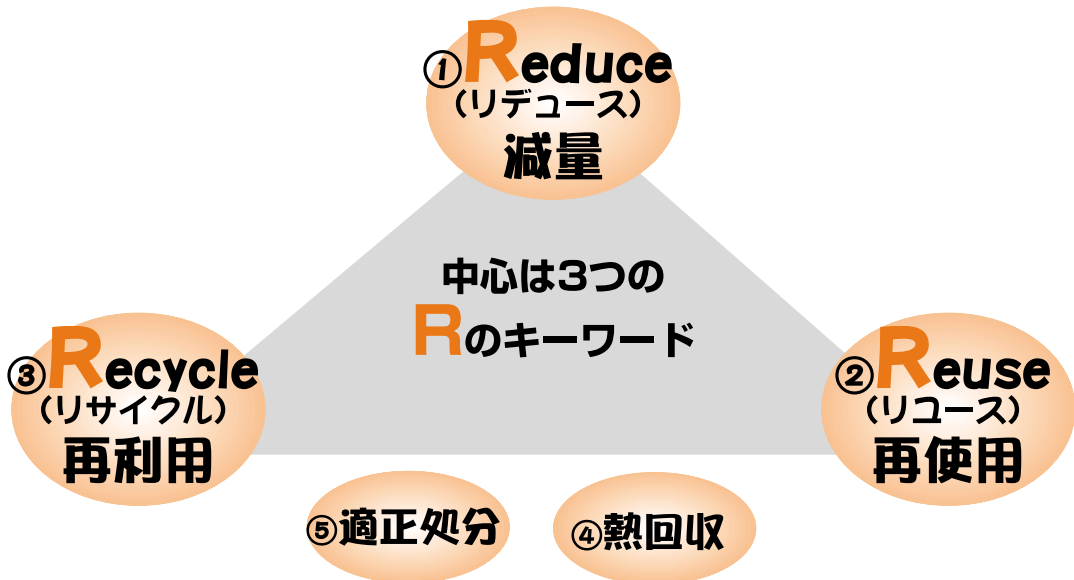 ①Reduce
(リデュース)
減量
中心は3つの
Rのキーワード
③Recycle
(リサイクル)
再利用
②Reuse
(リユース)
再使用
⑤適正処分
④熱回収